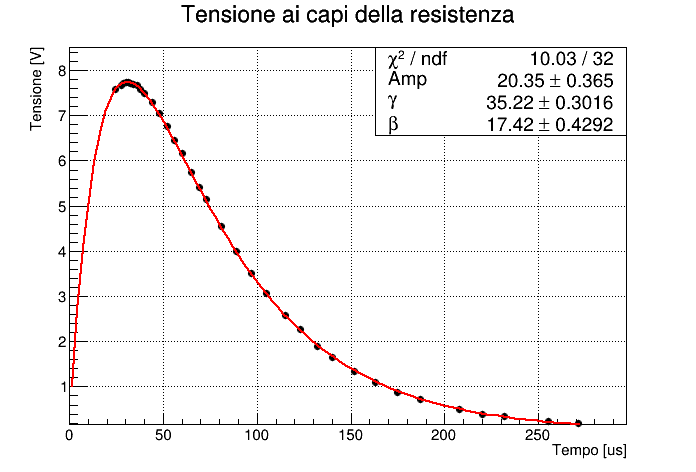 Tensione ai capi della resistenza
Tensione [V]
χ² / ndf 10.03 / 32
Amp 20.35 ± 0.365
γ 35.22 ± 0.3016
β 17.42 ± 0.4292
8
7
6
5
4
3
2
1
0 50 100 150 200 250
Tempo [us]